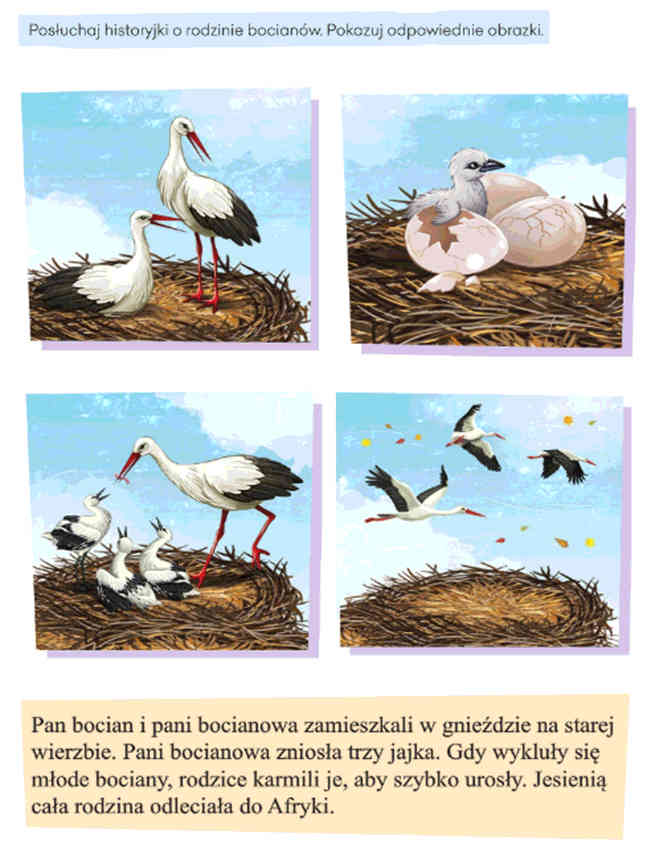 Posłuchaj historyjki o rodzinie bocianów. Pokazuj odpowiednie obrazki.
Pan bocian i pani bocianowa zamieszkali w gnieździe na starej
wierzbie. Pani bocianowa zniosła trzy jajka. Gdy wykluły się
młode bociany, rodzice karmili je, aby szybko urosły. Jesienią
cała rodzina odleciała do Afryki.